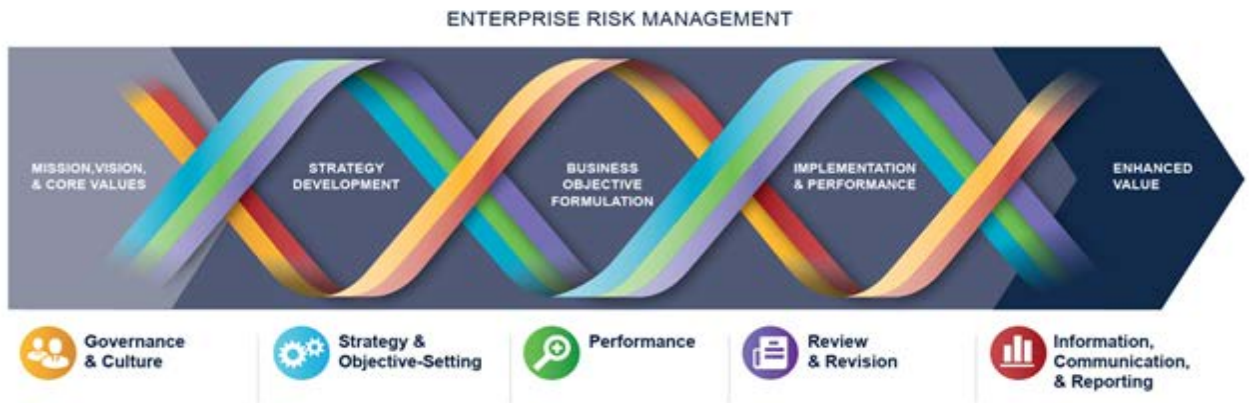 ENTERPRISE RISK MANAGEMENT
MISSION,VISION,
& CORE VALUES
STRATEGY
DEVELOPMENT
BUSINESS
OBJECTIVE
FORMULATION
IMPLEMENTATION
& PERFORMANCE
ENHANCED
VALUE
Governance
& Culture
Strategy &
Objective-Setting
Performance
Review
& Revision
Information,
Communication,
& Reporting